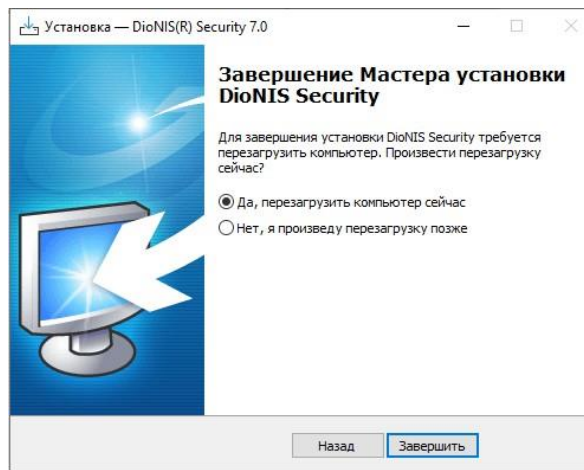 Установка — DioNIS(R) Security 7.0
Завершение Мастера установки
DioNIS Security
Для завершения установки DioNIS Security требуется
перезагрузить компьютер. Произвести перезагрузку
сейчас?
Да, перезагрузить компьютер сейчас
Нет, я произведу перезагрузку позже
Назад
Завершить